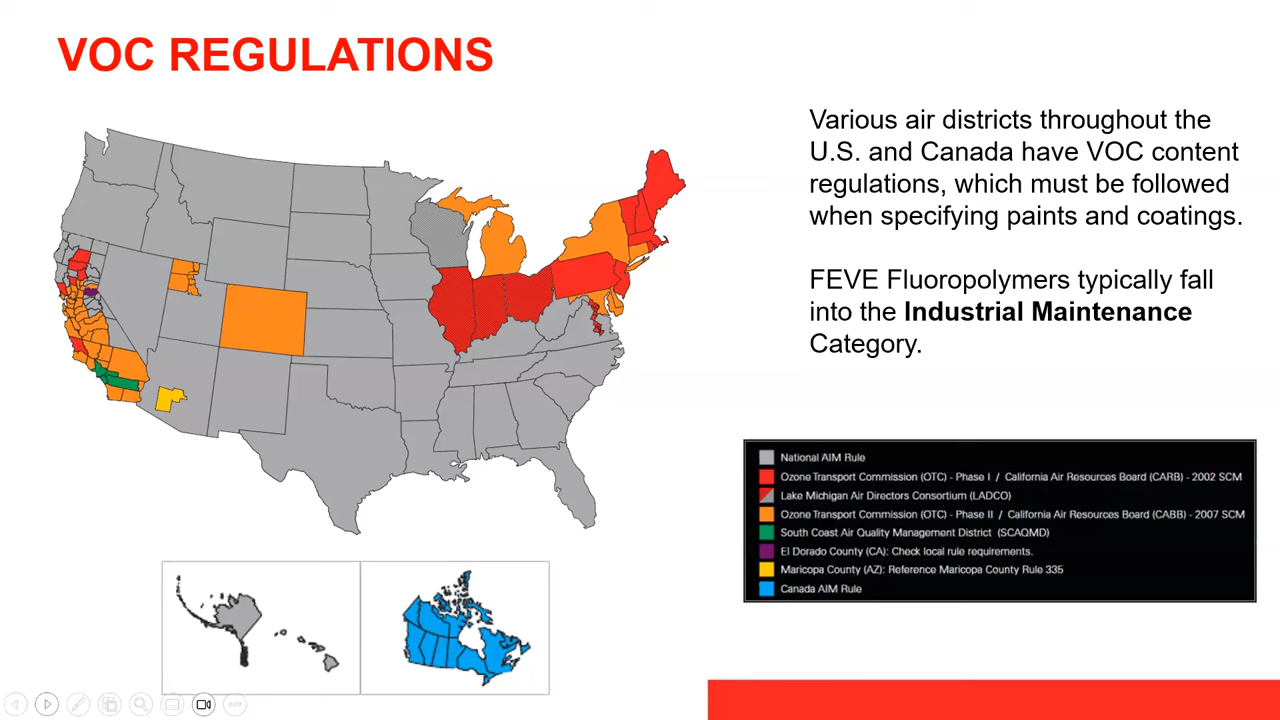 VOC REGULATIONS
Various air districts throughout the
U.S. and Canada have VOC content
regulations, which must be followed
when specifying paints and coatings.
FEVE Fluoropolymers typically fall
into the Industrial Maintenance
Category.
National AIM Rule
Ozone Transport Commission (OTC) - Phase I / California Air Resources Board (CARB) - 2002 SCM
Lake Michigan Air Directors Consortium (LADCO)
Ozone Transport Commission (OTC) - Phase II / California Air Resources Board (CABB) - 2007 SCM
South Coast Air Quality Management District (SCAQMD)
El Dorado County (CA): Check local rule requirements.
Maricopa County (AZ): Reference Maricopa County Rule 335
Canada AIM Rule